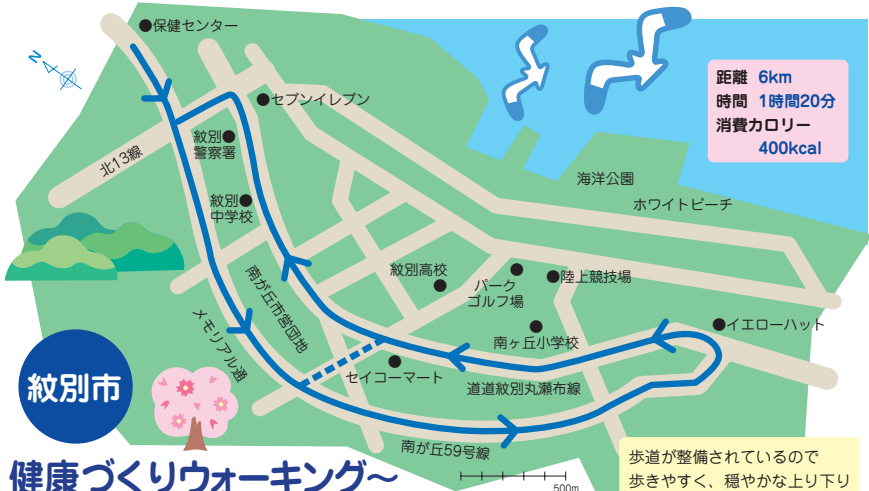 保健センター
N
セブンイレブン
距離 6km
時間 1時間20分
消費カロリー
400kcal
紋別
警察署
北13線
紋別
中学校
海洋公園
ホワイトビーチ
南が丘市営団地
紋別高校
パーク
ゴルフ場
陸上競技場
メモリアル通
南ヶ丘小学校
イエローハット
セイコーマート
道道紋別丸瀬布線
紋別市
南が丘59号線
健康づくりウォーキング〜
500m
歩道が整備されているので
歩きやすく、穏やかな上り下り